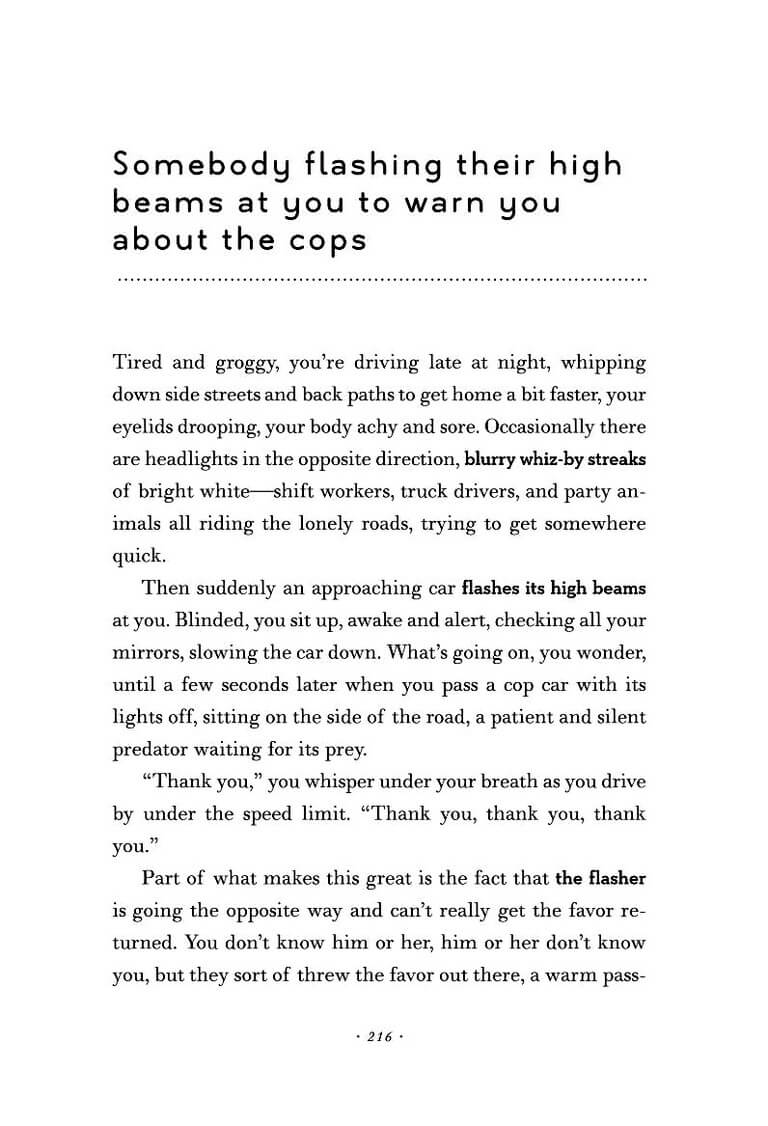 Somebody flashing their high
beams at you to warn you
about the cops
Tired and groggy, you’re driving late at night, whipping
down side streets and back paths to get home a bit faster, your
eyelids drooping, your body achy and sore. Occasionally there
are headlights in the opposite direction, blurry whiz-by streaks
of bright white—shift workers, truck drivers, and party an-
imals all riding the lonely roads, trying to get somewhere
quick.
Then suddenly an approaching car flashes its high beams
at you. Blinded, you sit up, awake and alert, checking all your
mirrors, slowing the car down. What’s going on, you wonder,
until a few seconds later when you pass a cop car with its
lights off, sitting on the side of the road, a patient and silent
predator waiting for its prey.
“Thank you,” you whisper under your breath as you drive
by under the speed limit. “Thank you, thank you, thank
you.”
Part of what makes this great is the fact that the flasher
is going the opposite way and can’t really get the favor re-
turned. You don’t know him or her, him or her don’t know
you, but they sort of threw the favor out there, a warm pass-
· 216 ·